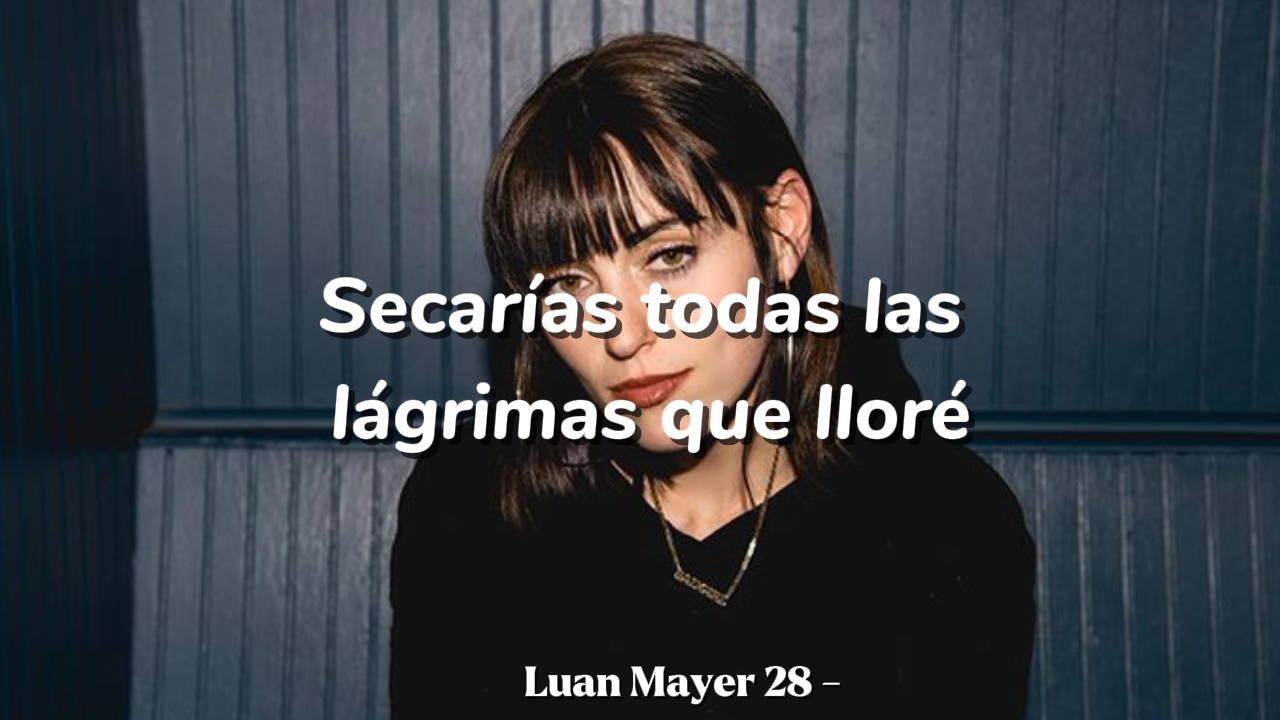 Secarías todas las
lágrimas que lloré
Luan Mayer 28 –